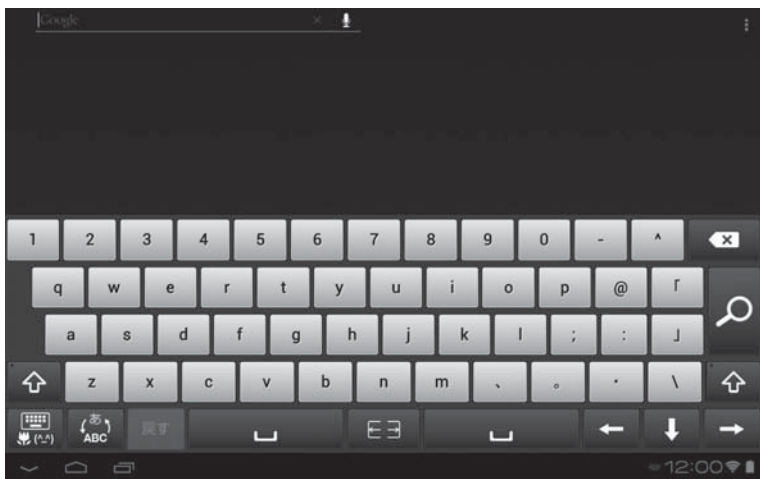 Google
1 2 3 4 5 6 7 8 9 0 - ^
q w e r t y u i o p @ 「
a s d f g h j k l ; : 」
z x c v b n m 、 。 ・ \
(^_^) あ ABC 戻す
12:00